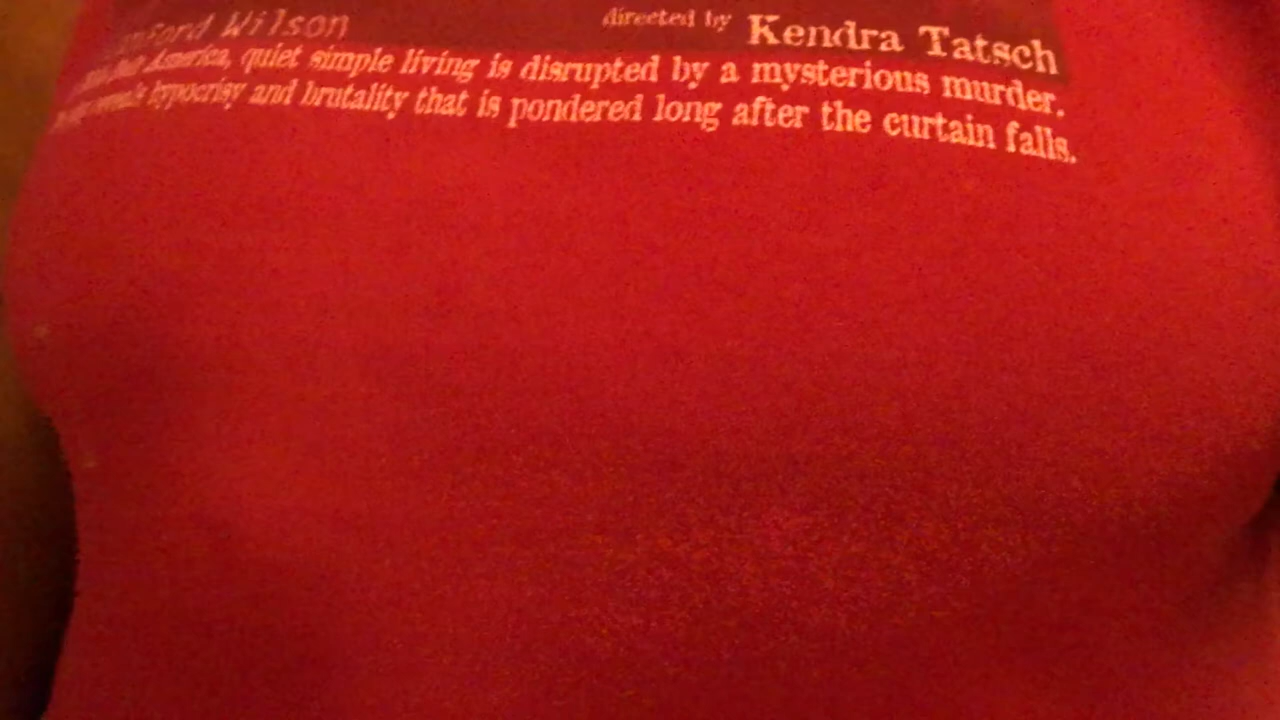 Wilson directed by Kendra Tatsch
America, quiet simple living is disrupted by a mysterious murder.
hypocrisy and brutality that is pondered long after the curtain falls.